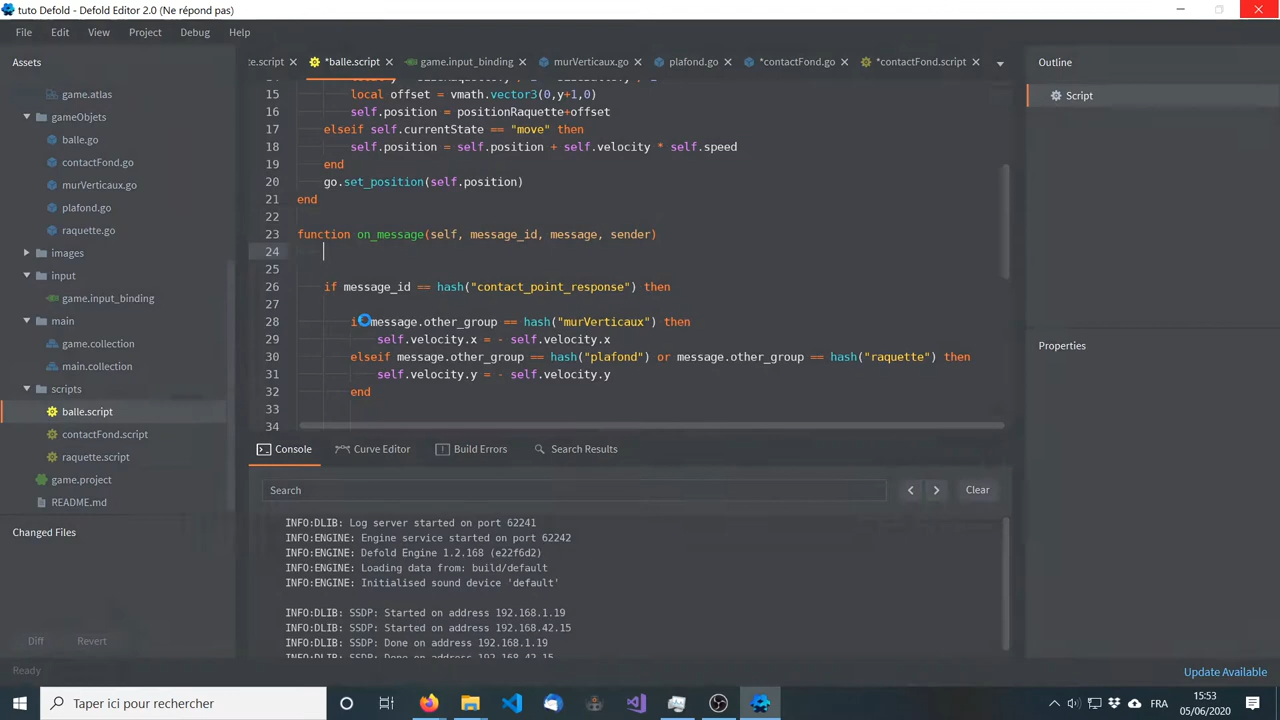 tuto Defold - Defold Editor 2.0 (Ne répond pas)
File Edit View Project Debug Help
Assets
game.atlas
gameObjets
balle.go
contactFond.go
murVerticaux.go
plafond.go
raquette.go
images
input
game.input_binding
main
game.collection
main.collection
scripts
balle.script
contactFond.script
raquette.script
game.project
README.md
Changed Files
Diff Revert
Ready
te.script *balle.script game.input_binding murVerticaux.go plafond.go *contactFond.go *contactFond.script
15 local offset = vmath.vector3(0,y+1,0)
16 self.position = positionRaquette+offset
17 elseif self.currentState == "move" then
18 self.position = self.position + self.velocity * self.speed
19 end
20 go.set_position(self.position)
21 end
22
23 function on_message(self, message_id, message, sender)
24
25
26 if message_id == hash("contact_point_response") then
27
28 i message.other_group == hash("murVerticaux") then
29 self.velocity.x = - self.velocity.x
30 elseif message.other_group == hash("plafond") or message.other_group == hash("raquette") then
31 self.velocity.y = - self.velocity.y
32 end
33
34
Console Curve Editor Build Errors Search Results
Search Clear
INFO:DLIB: Log server started on port 62241
INFO:ENGINE: Engine service started on port 62242
INFO:ENGINE: Defold Engine 1.2.168 (e22f6d2)
INFO:ENGINE: Loading data from: build/default
INFO:ENGINE: Initialised sound device 'default'
INFO:DLIB: SSDP: Started on address 192.168.1.19
INFO:DLIB: SSDP: Started on address 192.168.42.15
INFO:DLIB: SSDP: Done on address 192.168.1.19
INFO:DLIB: SSDP: Done on address 192.168.42.15
Outline
Script
Properties
Update Available
Taper ici pour rechercher
FRA
15:53
05/06/2020